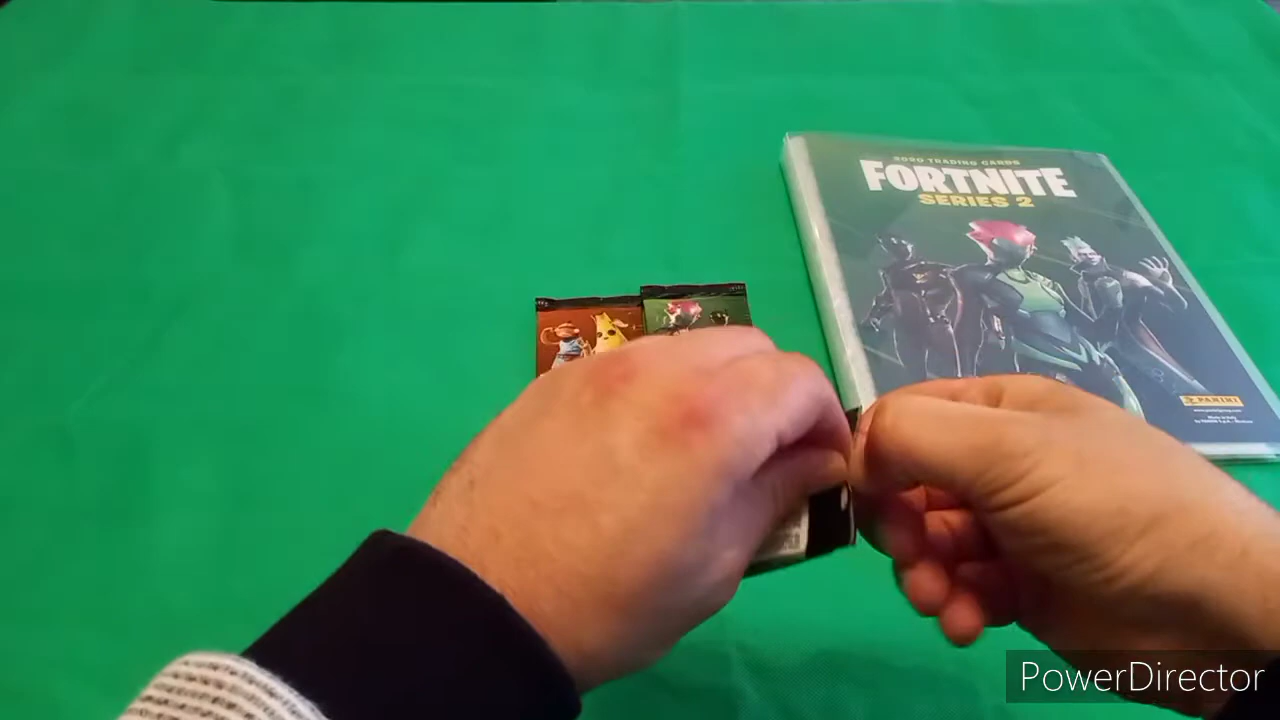 2020 TRADING CARDS
FORTNITE
SERIES 2
PANINI
PowerDirector